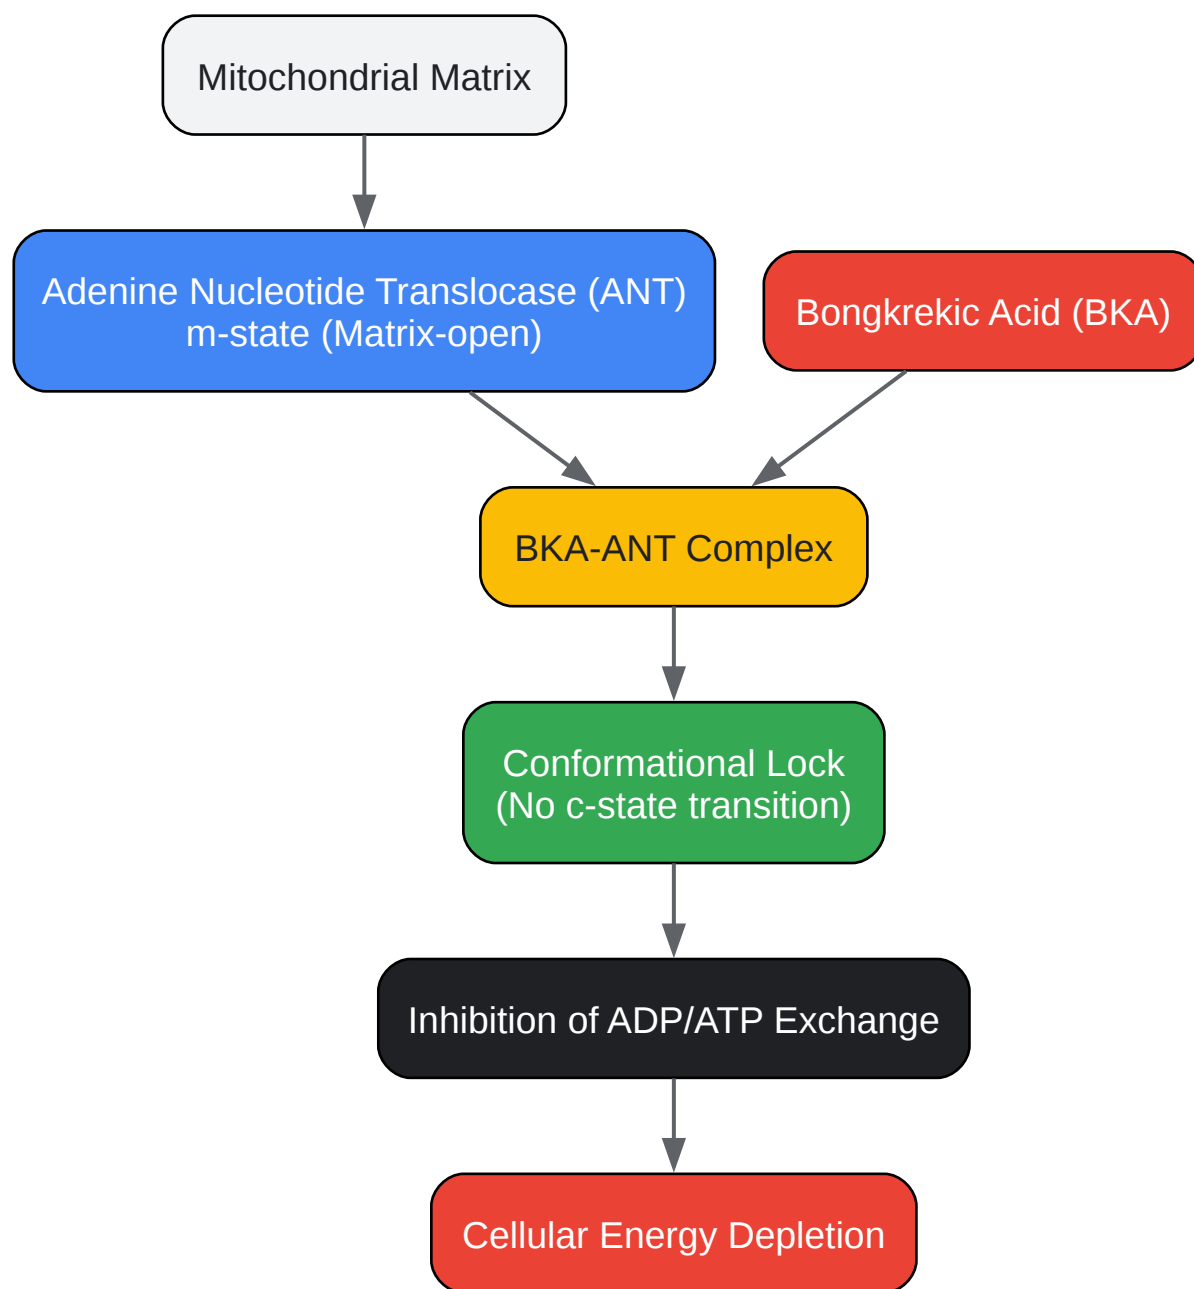 Mitochondrial Matrix
Adenine Nucleotide Translocase (ANT)
m-state (Matrix-open)
Bongkrekic Acid (BKA)
BKA-ANT Complex
Conformational Lock
(No c-state transition)
Inhibition of ADP/ATP Exchange
Cellular Energy Depletion